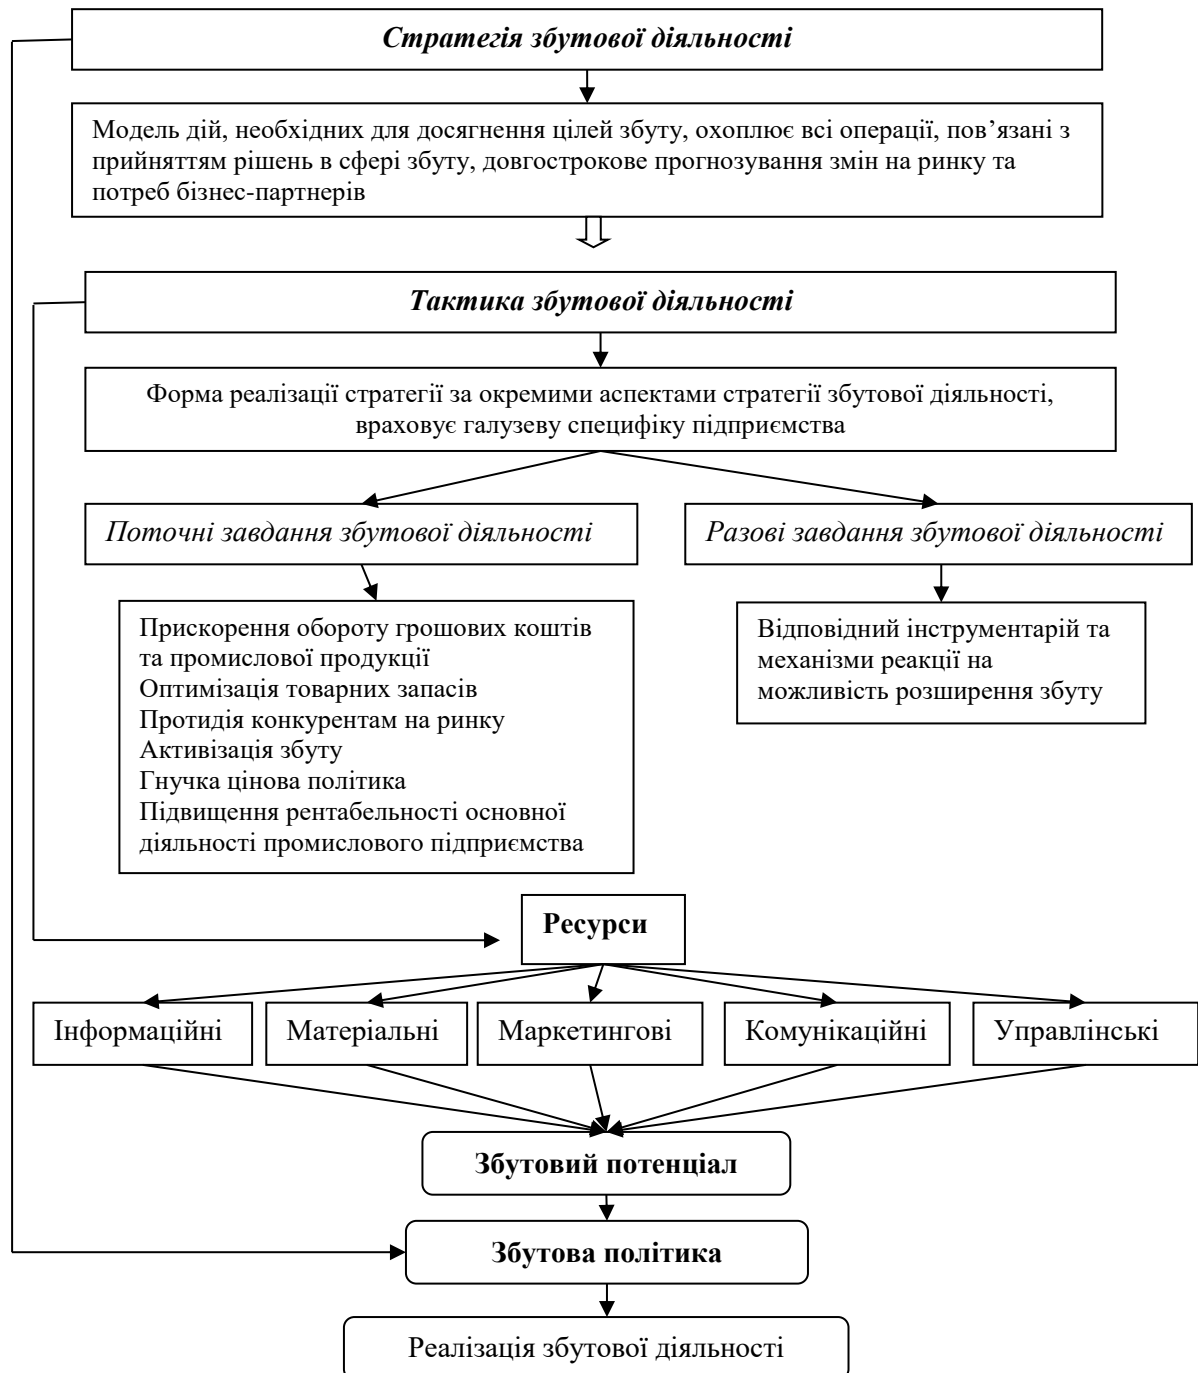 Стратегія збутової діяльності
Модель дій, необхідних для досягнення цілей збуту, охоплює всі операції, пов’язані з
прийняттям рішень в сфері збуту, довгострокове прогнозування змін на ринку та
потреб бізнес-партнерів
Тактика збутової діяльності
Форма реалізації стратегії за окремими аспектами стратегії збутової діяльності,
враховує галузеву специфіку підприємства
Поточні завдання збутової діяльності
Разові завдання збутової діяльності
Прискорення обороту грошових коштів
та промислової продукції
Оптимізація товарних запасів
Протидія конкурентам на ринку
Активізація збуту
Гнучка цінова політика
Підвищення рентабельності основної
діяльності промислового підприємства
Відповідний інструментарій та
механізми реакції на
можливість розширення збуту
Ресурси
Інформаційні
Матеріальні
Маркетингові
Комунікаційні
Управлінські
Збутовий потенціал
Збутова політика
Реалізація збутової діяльності